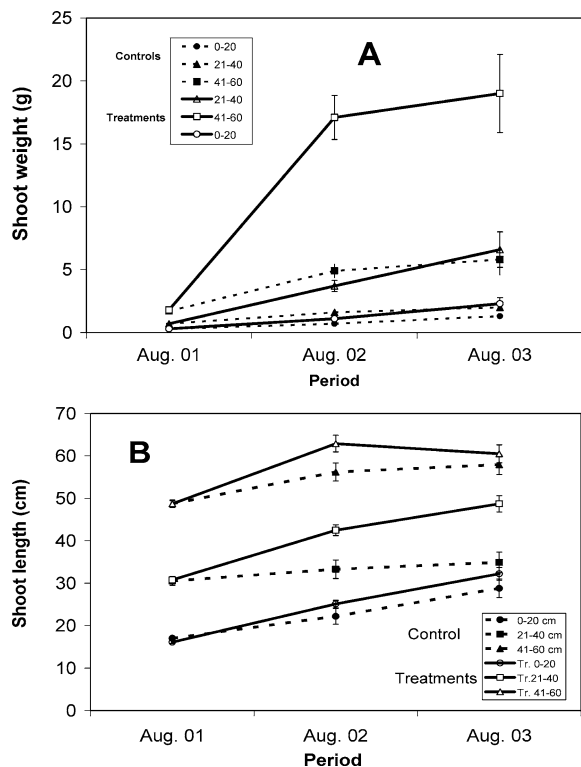 25
20
15
10
5
0
Shoot weight (g)
A
Controls
0-20
21-40
41-60
21-40
Treatments
41-60
0-20
Aug. 01 Aug. 02 Aug. 03
Period
70
60
50
40
30
20
10
0
Shoot length (cm)
B
Control
0-20 cm
21-40 cm
41-60 cm
Treatments
Tr. 0-20
Tr.21-40
Tr. 41-60
Aug. 01 Aug. 02 Aug. 03
Period